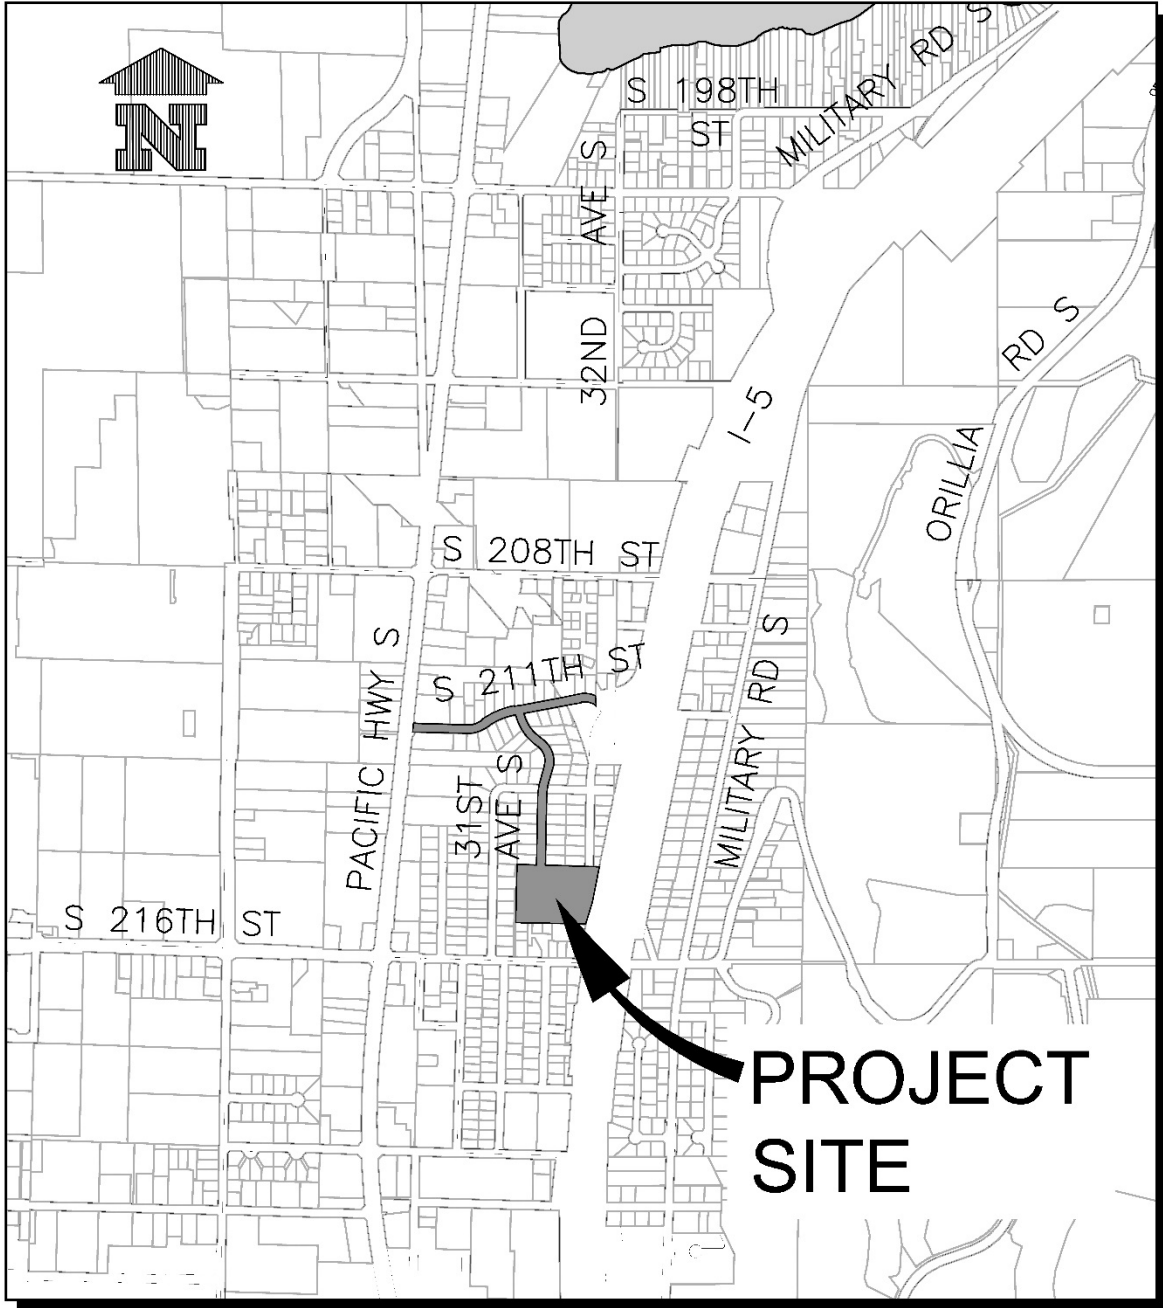 N
S 198TH
ST
MILITARY RD S
32ND AVE S
I-5
ORILLIA RD S
S 208TH ST
S 211TH ST
PACIFIC HWY S
31ST
AVE S
MILITARY RD S
S 216TH ST
PROJECT
SITE